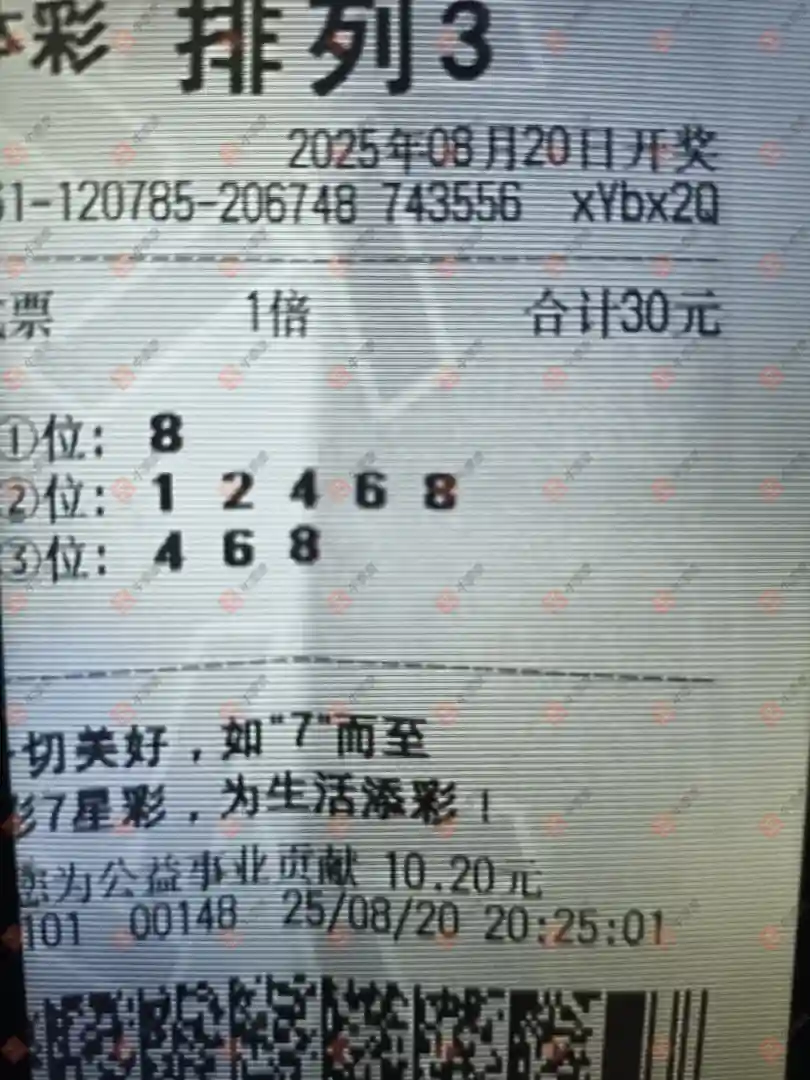 体彩 排列3
2025年08月20日开奖
61-120785-206748 743556 xYbx2Q
票 1倍 合计30元
①位: 8
②位: 1 2 4 6 8
③位: 4 6 8
切美好，如“7”而至
彩7星彩，为生活添彩！
您为公益事业贡献 10.20元
101 00148 25/08/20 20:25:01